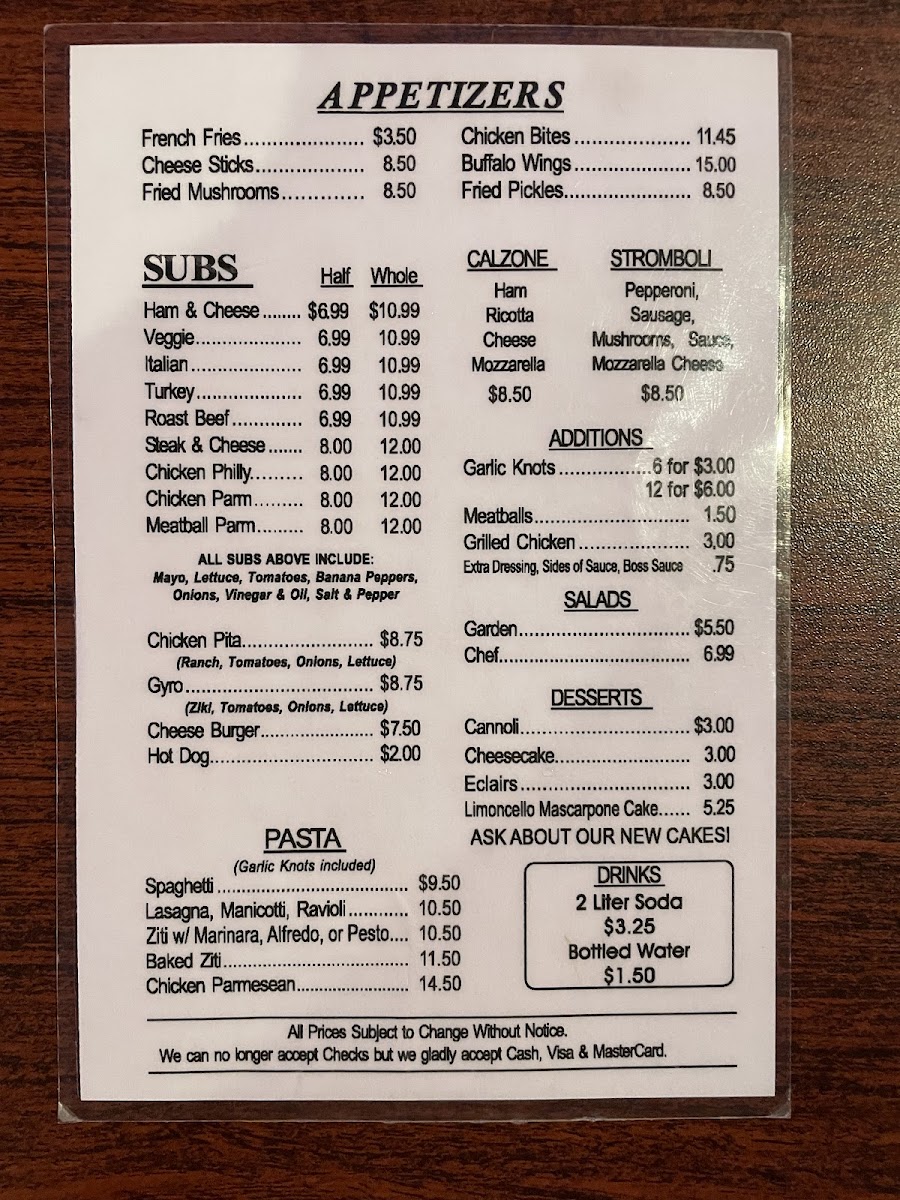 APPETIZERS
French Fries..................... $3.50
Cheese Sticks................... 8.50
Fried Mushrooms............. 8.50
Chicken Bites..................... 11.45
Buffalo Wings..................... 15.00
Fried Pickles....................... 8.50
SUBS Half Whole
Ham & Cheese........ $6.99 $10.99
Veggie.................... 6.99 10.99
Italian..................... 6.99 10.99
Turkey.................... 6.99 10.99
Roast Beef.............. 6.99 10.99
Steak & Cheese....... 8.00 12.00
Chicken Philly.......... 8.00 12.00
Chicken Parm.......... 8.00 12.00
Meatball Parm......... 8.00 12.00
ALL SUBS ABOVE INCLUDE:
Mayo, Lettuce, Tomatoes, Banana Peppers,
Onions, Vinegar & Oil, Salt & Pepper
Chicken Pita......................... $8.75
(Ranch, Tomatoes, Onions, Lettuce)
Gyro................................... $8.75
(Ziki, Tomatoes, Onions, Lettuce)
Cheese Burger...................... $7.50
Hot Dog............................... $2.00
PASTA
(Garlic Knots included)
Spaghetti.................................... $9.50
Lasagna, Manicotti, Ravioli............ 10.50
Ziti w/ Marinara, Alfredo, or Pesto.... 10.50
Baked Ziti................................... 11.50
Chicken Parmesean......................... 14.50
CALZONE
Ham
Ricotta
Cheese
Mozzarella
$8.50
STROMBOLI
Pepperoni,
Sausage,
Mushrooms, Sauce,
Mozzarella Cheese
$8.50
ADDITIONS
Garlic Knots.................6 for $3.00
12 for $6.00
Meatballs............................. 1.50
Grilled Chicken..................... 3.00
Extra Dressing, Sides of Sauce, Boss Sauce .75
SALADS
Garden................................ $5.50
Chef.................................... 6.99
DESSERTS
Cannoli................................ $3.00
Cheesecake......................... 3.00
Eclairs................................ 3.00
Limoncello Mascarpone Cake...... 5.25
ASK ABOUT OUR NEW CAKES!
DRINKS
2 Liter Soda
$3.25
Bottled Water
$1.50
All Prices Subject to Change Without Notice.
We can no longer accept Checks but we gladly accept Cash, Visa & MasterCard.